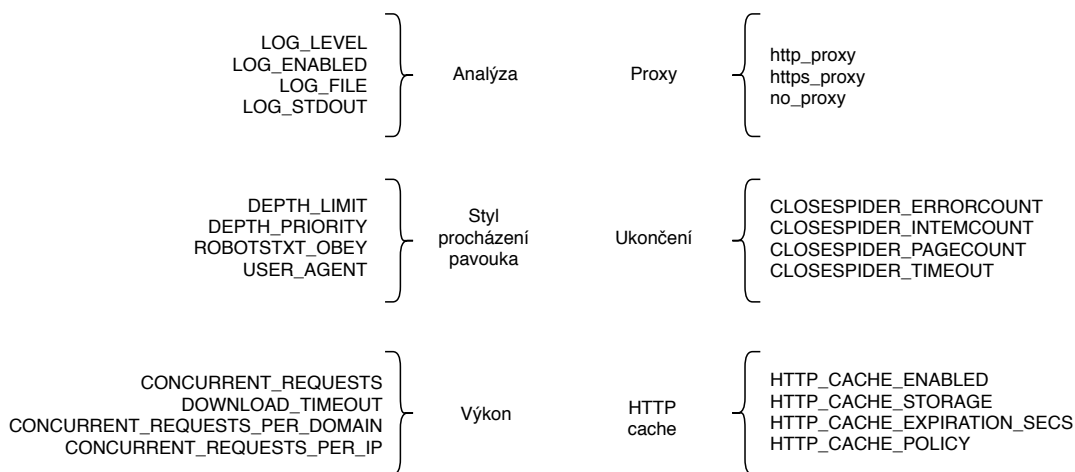 LOG_LEVEL
LOG_ENABLED
LOG_FILE
LOG_STDOUT
Analýza
Proxy
http_proxy
https_proxy
no_proxy
DEPTH_LIMIT
DEPTH_PRIORITY
ROBOTSTXT_OBEY
USER_AGENT
Styl
procházení
pavouka
Ukončení
CLOSESPIDER_ERRORCOUNT
CLOSESPIDER_INTEMCOUNT
CLOSESPIDER_PAGECOUNT
CLOSESPIDER_TIMEOUT
CONCURRENT_REQUESTS
DOWNLOAD_TIMEOUT
CONCURRENT_REQUESTS_PER_DOMAIN
CONCURRENT_REQUESTS_PER_IP
Výkon
HTTP
cache
HTTP_CACHE_ENABLED
HTTP_CACHE_STORAGE
HTTP_CACHE_EXPIRATION_SECS
HTTP_CACHE_POLICY